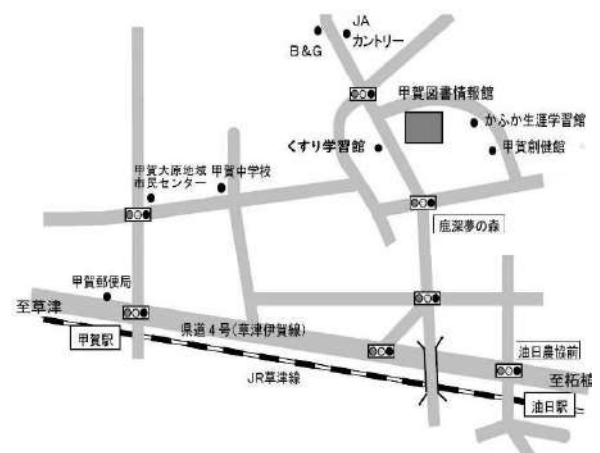 JA
カントリー
B&G
甲賀図書情報館
かふか生涯学習館
くすり学習館
甲賀創健館
甲賀大原地域
市民センター
甲賀中学校
鹿深夢の森
甲賀郵便局
至草津
県道4号(草津伊賀線)
甲賀駅
油日農協前
JR草津線
至柘植
油日駅